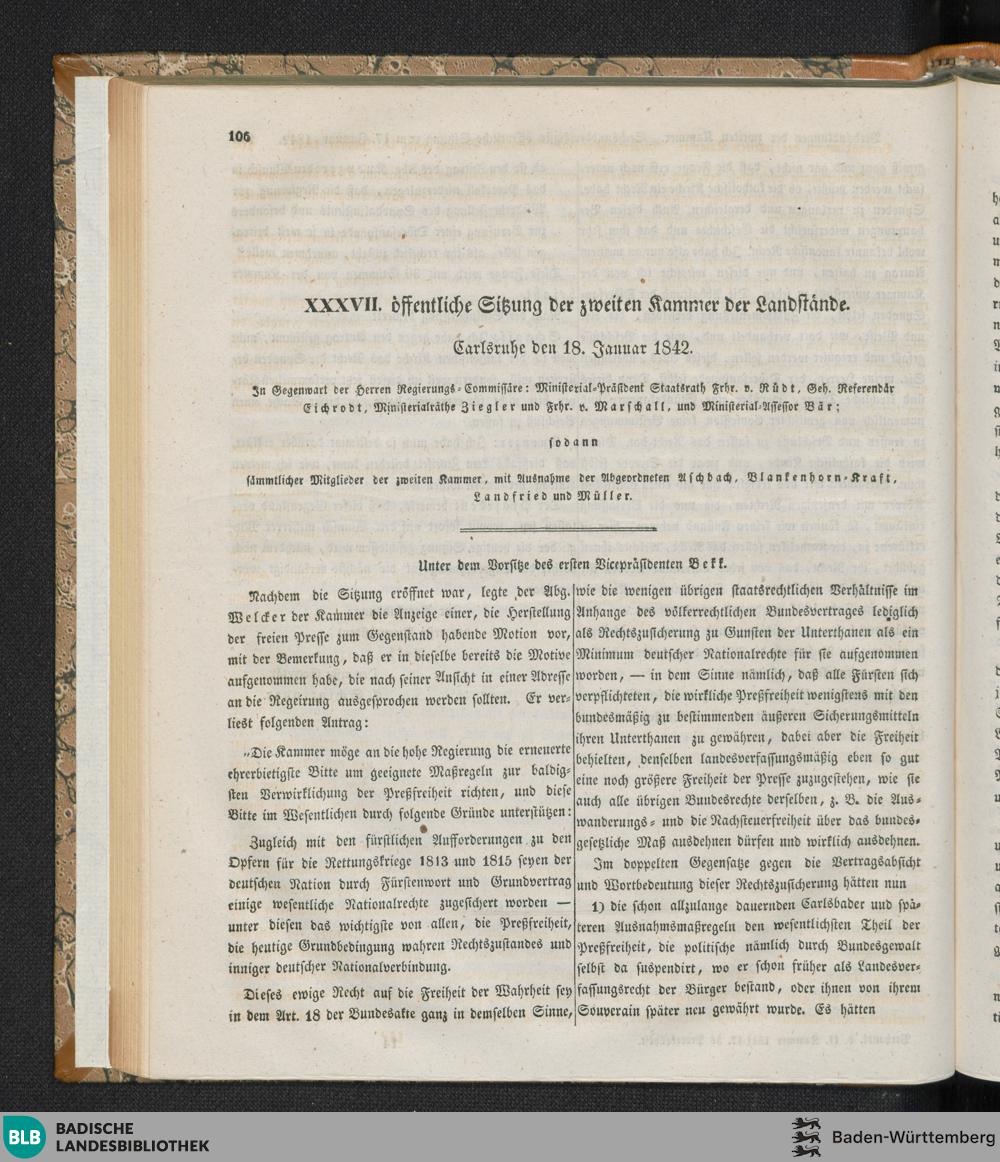 106
XXXVII. öffentliche Sitzung der zweiten Kammer der Landstände.
Carlsruhe den 18. Januar 1842.
In Gegenwart der Herren Regierungs-Commissäre: Ministerial-Präsident Staatsrath Frhr. v. Rüdt, Geh. Referendär
Eichrodt, Ministerialräthe Ziegler und Frhr. v. Marschall, und Ministerial-Assessor Bär;
sodann
sämmtlicher Mitglieder der zweiten Kammer, mit Ausnahme der Abgeordneten Aschbach, Blankenhorn-Kraft,
Landfried und Müller.
Unter dem Vorsitze des ersten Vicepräsidenten Bekk.
Nachdem die Sitzung eröffnet war, legte der Abg.
Welcker der Kammer die Anzeige einer, die Herstellung
der freien Presse zum Gegenstand habende Motion vor,
mit der Bemerkung, daß er in dieselbe bereits die Motive
aufgenommen habe, die nach seiner Ansicht in einer Adresse
an die Regeirung ausgesprochen werden sollten. Er ver-
liest folgenden Antrag:
„Die Kammer möge an die hohe Regierung die erneuerte
ehrerbietigste Bitte um geeignete Maßregeln zur baldig-
sten Verwirklichung der Preßfreiheit richten, und diese
Bitte im Wesentlichen durch folgende Gründe unterstützen:
Zugleich mit den fürstlichen Aufforderungen zu den
Opfern für die Rettungskriege 1813 und 1815 seyen der
deutschen Nation durch Fürstenwort und Grundvertrag
einige wesentliche Nationalrechte zugesichert worden —
unter diesen das wichtigste von allen, die Preßfreiheit,
die heutige Grundbedingung wahren Rechtszustandes und
inniger deutscher Nationalverbindung.
Dieses ewige Recht auf die Freiheit der Wahrheit sey
in dem Art. 18 der Bundesakte ganz in demselben Sinne,
wie die wenigen übrigen staatsrechtlichen Verhältnisse im
Anhange des völkerrechtlichen Bundesvertrages lediglich
als Rechtszusicherung zu Gunsten der Unterthanen als ein
Minimum deutscher Nationalrechte für sie aufgenommen
worden, — in dem Sinne nämlich, daß alle Fürsten sich
verpflichteten, die wirkliche Preßfreiheit wenigstens mit den
bundesmäßig zu bestimmenden äußeren Sicherungsmitteln
ihren Unterthanen zu gewähren, dabei aber die Freiheit
behielten, denselben landesverfassungsmäßig eben so gut
eine noch größere Freiheit der Presse zuzugestehen, wie sie
auch alle übrigen Bundesrechte derselben, z. B. die Aus-
wanderungs- und die Nachsteuerfreiheit über das bundes-
gesetzliche Maß ausdehnen dürfen und wirklich ausdehnen.
Im doppelten Gegensatze gegen die Vertragsabsicht
und Wortbedeutung dieser Rechtszusicherung hätten nun
1) die schon allzulange dauernden Carlsbader und spä-
teren Ausnahmsmaßregeln den wesentlichsten Theil der
Preßfreiheit, die politische nämlich durch Bundesgewalt
selbst da suspendirt, wo er schon früher als Landesver-
fassungsrecht der Bürger bestand, oder ihnen von ihrem
Souverain später neu gewährt wurde. Es hätten
BLB
BADISCHE
LANDESBIBLIOTHEK
Baden-Württemberg